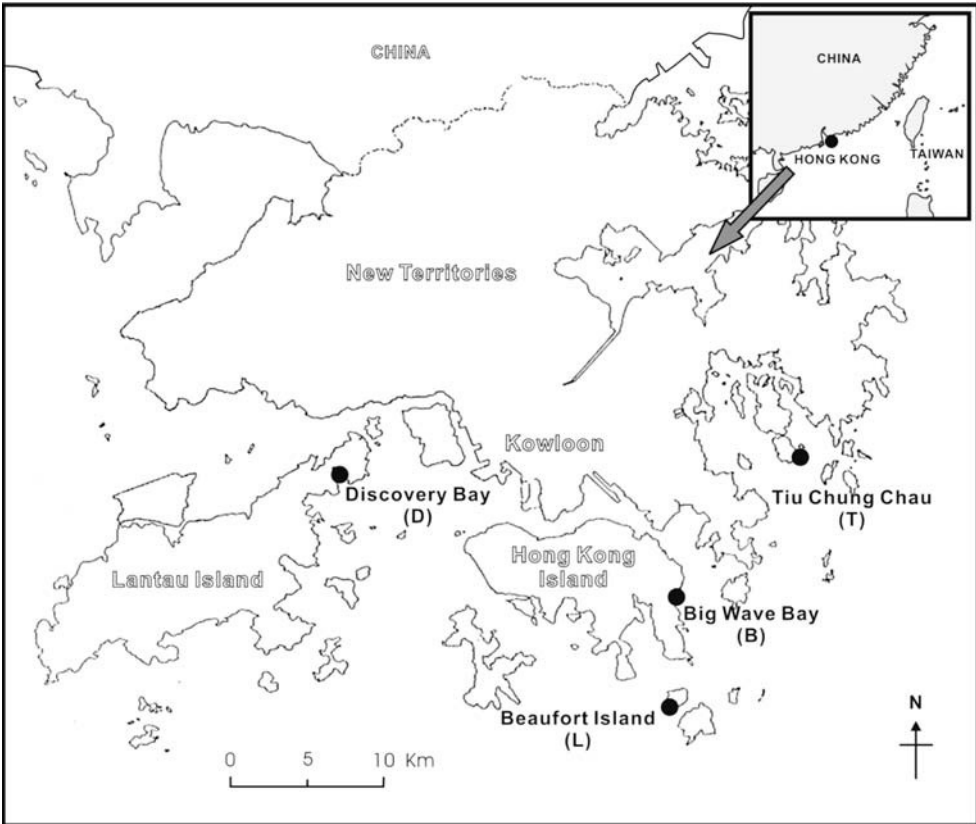 CHINA
CHINA
HONG KONG
TAIWAN
New Territories
Kowloon
Discovery Bay
(D)
Tiu Chung Chau
(T)
Lantau Island
Hong Kong
Island
Big Wave Bay
(B)
Beaufort Island
(L)
N
0 5 10 Km